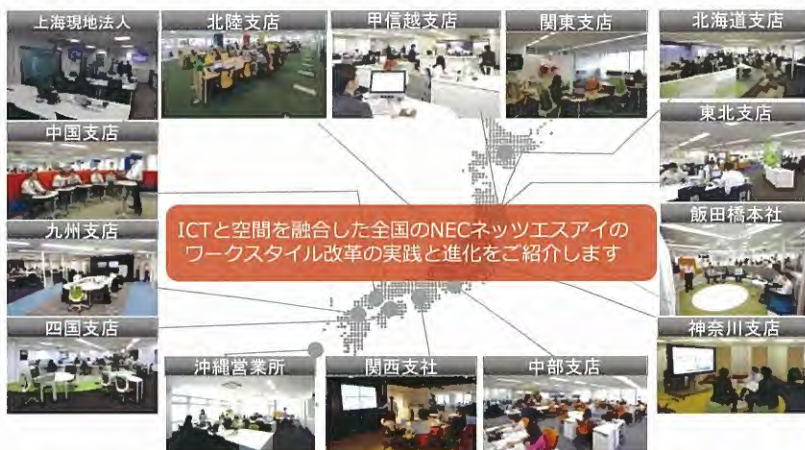 上海現地法人
北陸支店
甲信越支店
関東支店
北海道支店
中国支店
東北支店
ICTと空間を融合した全国のNECネッツエスアイの
ワークスタイル改革の実践と進化をご紹介します
九州支店
飯田橋本社
四国支店
神奈川支店
沖縄営業所
関西支社
中部支店